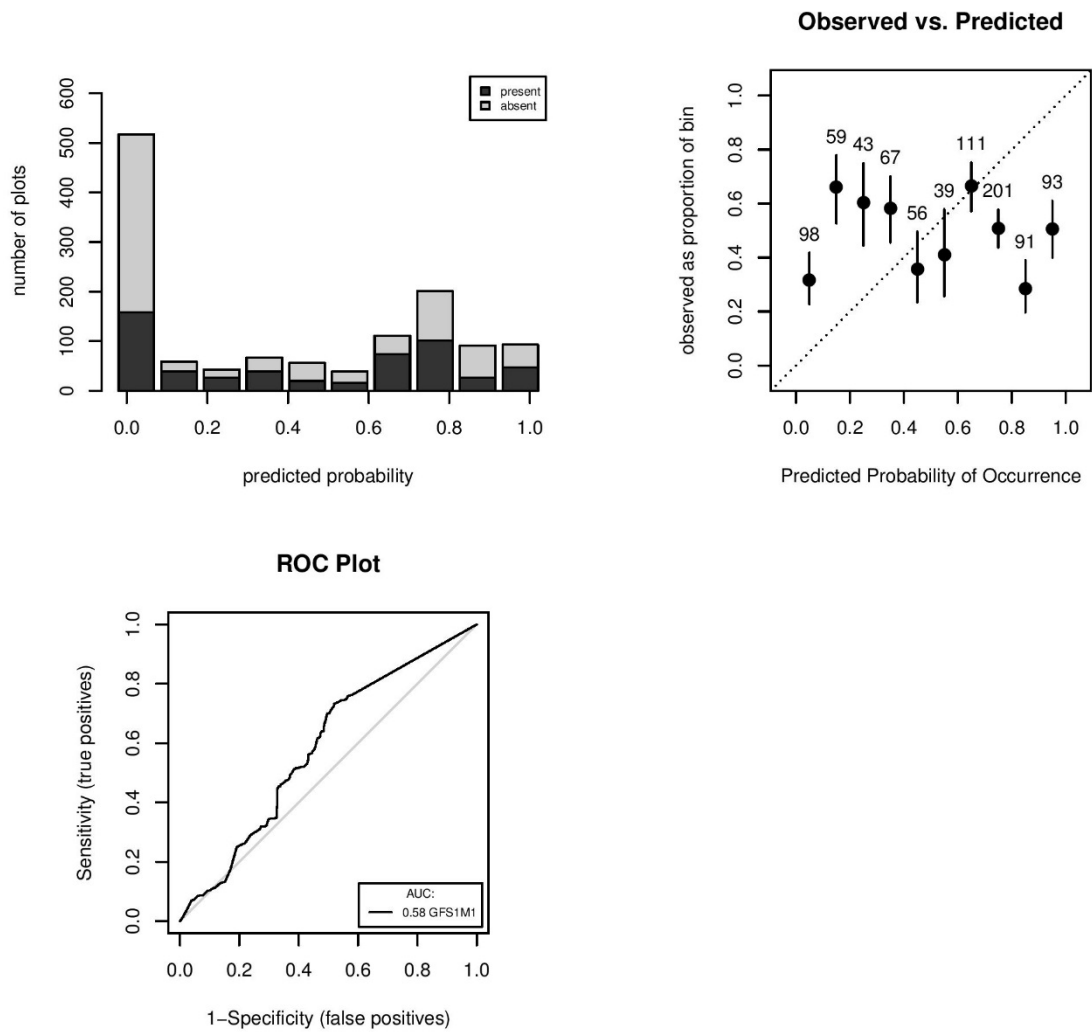 present
absent
600
500
400
300
200
100
0
number of plots
0.0 0.2 0.4 0.6 0.8 1.0
predicted probability
Observed vs. Predicted
1.0
0.8
0.6
0.4
0.2
0.0
observed as proportion of bin
98 59 43 67 56 39 111 201 91 93
0.0 0.2 0.4 0.6 0.8 1.0
Predicted Probability of Occurrence
ROC Plot
1.0
0.8
0.6
0.4
0.2
0.0
Sensitivity (true positives)
AUC:
0.58 GFS1M1
0.0 0.2 0.4 0.6 0.8 1.0
1−Specificity (false positives)